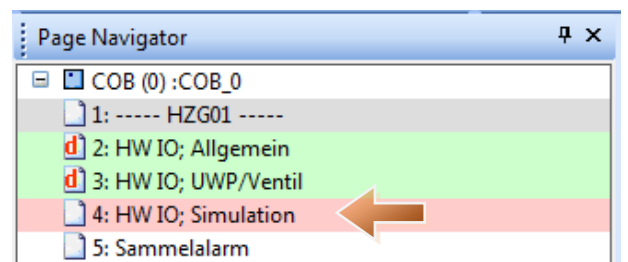 Page Navigator
COB (0) :COB_0
1: ----- HZG01 -----
d 2: HW IO; Allgemein
d 3: HW IO; UWP/Ventil
4: HW IO; Simulation
5: Sammelalarm